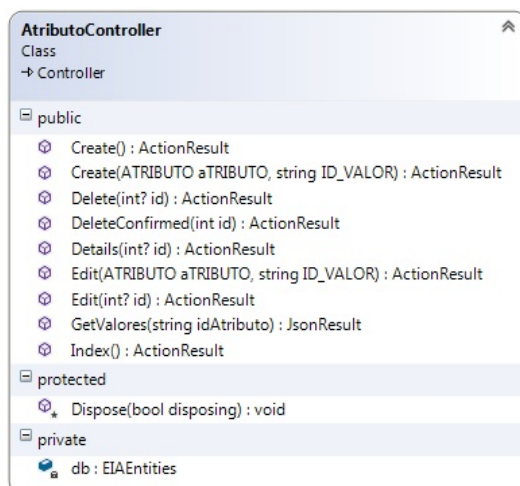 AtributoController
Class
Controller
public
Create() : ActionResult
Create(ATRIBUTO aTRIBUTO, string ID_VALOR) : ActionResult
Delete(int? id) : ActionResult
DeleteConfirmed(int id) : ActionResult
Details(int? id) : ActionResult
Edit(ATRIBUTO aTRIBUTO, string ID_VALOR) : ActionResult
Edit(int? id) : ActionResult
GetValores(string idAtributo) : JsonResult
Index() : ActionResult
protected
Dispose(bool disposing) : void
private
db : EIAEntities